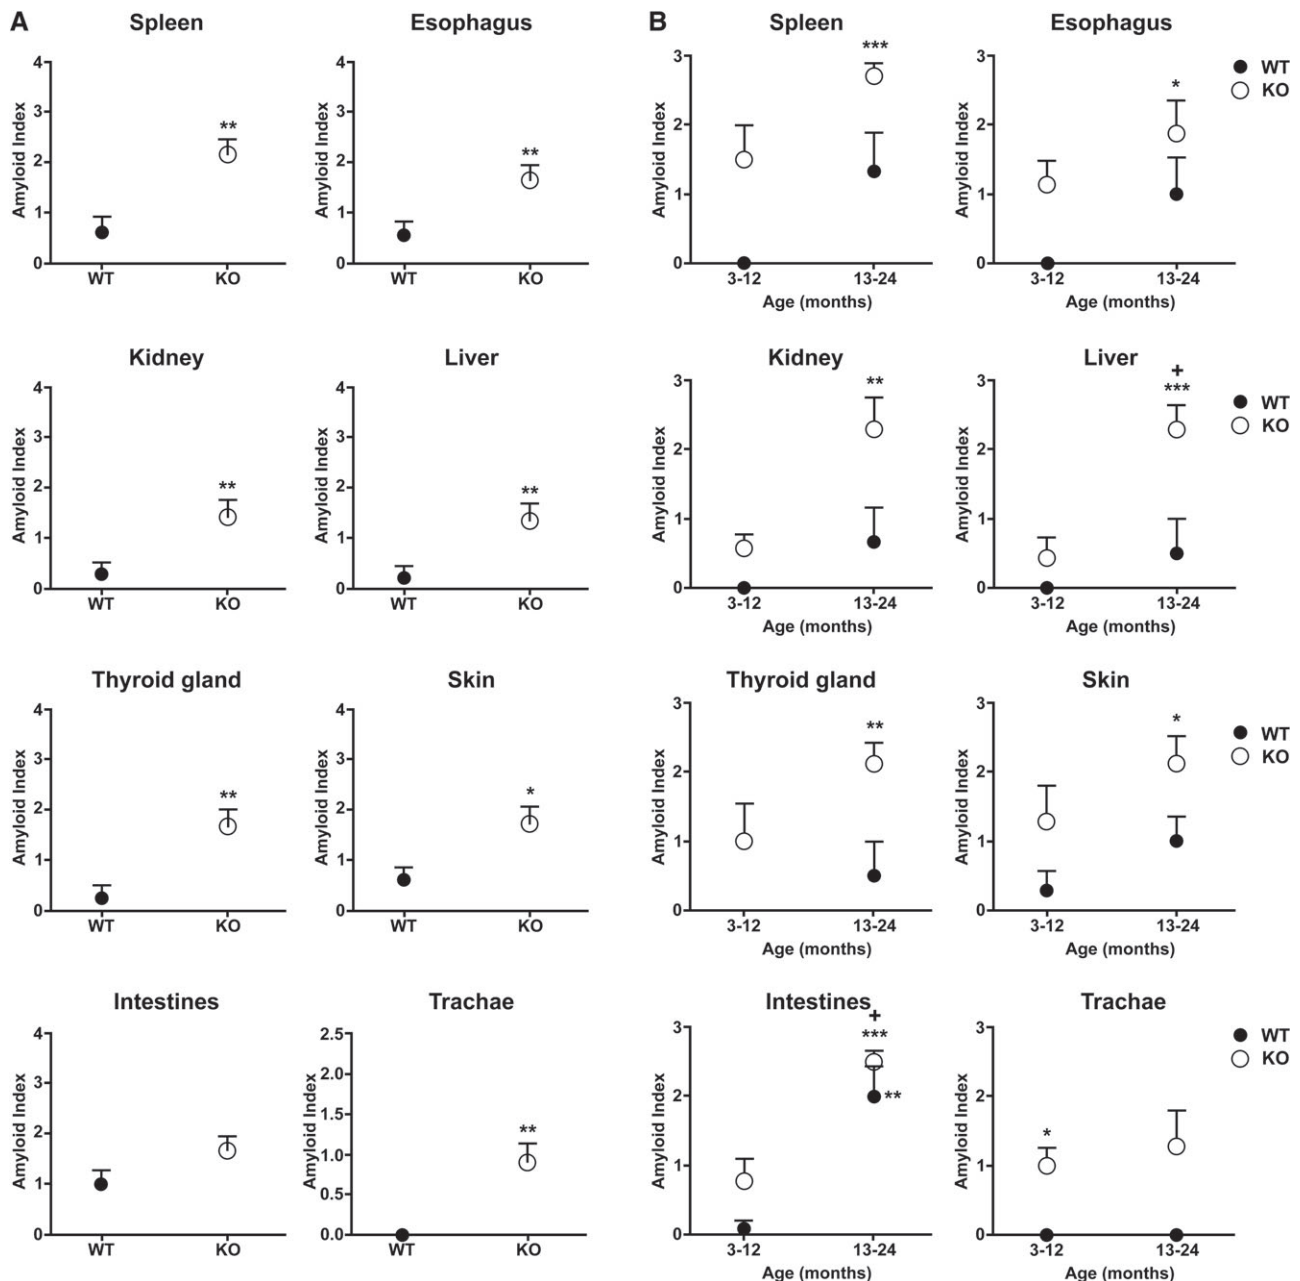 A
Spleen
Amyloid Index
4
3
2
1
0
**
WT
KO
Esophagus
Amyloid Index
4
3
2
1
0
**
WT
KO
Kidney
Amyloid Index
4
3
2
1
0
**
WT
KO
Liver
Amyloid Index
4
3
2
1
0
**
WT
KO
Thyroid gland
Amyloid Index
4
3
2
1
0
**
WT
KO
Skin
Amyloid Index
4
3
2
1
0
*
WT
KO
Intestines
Amyloid Index
4
3
2
1
0
WT
KO
Trachae
Amyloid Index
2.5
2.0
1.5
1.0
0.5
0.0
**
WT
KO
B
Spleen
Amyloid Index
3
2
1
0
***
3-12
13-24
Age (months)
Esophagus
Amyloid Index
3
2
1
0
*
3-12
13-24
Age (months)
WT
KO
Kidney
Amyloid Index
3
2
1
0
**
3-12
13-24
Age (months)
Liver
Amyloid Index
3
2
1
0
+
***
3-12
13-24
Age (months)
WT
KO
Thyroid gland
Amyloid Index
3
2
1
0
**
3-12
13-24
Age (months)
Skin
Amyloid Index
3
2
1
0
*
3-12
13-24
Age (months)
WT
KO
Intestines
Amyloid Index
3
2
1
0
+
***
**
3-12
13-24
Age (months)
Trachae
Amyloid Index
3
2
1
0
*
3-12
13-24
Age (months)
WT
KO